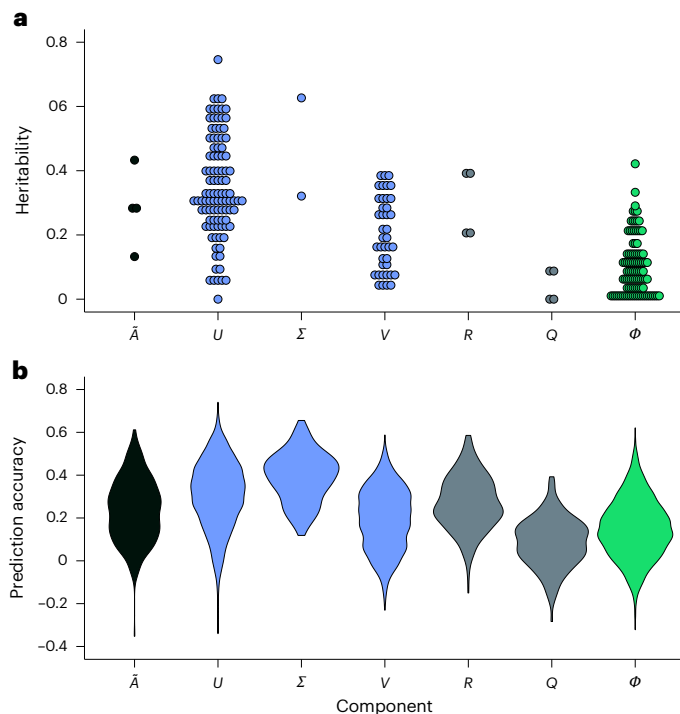 a
Heritability
0.8
06
0.4
0.2
0
Ã U Σ V R Q Φ
b
Prediction accuracy
0.8
0.6
0.4
0.2
0
−0.2
−0.4
Ã U Σ V R Q Φ
Component